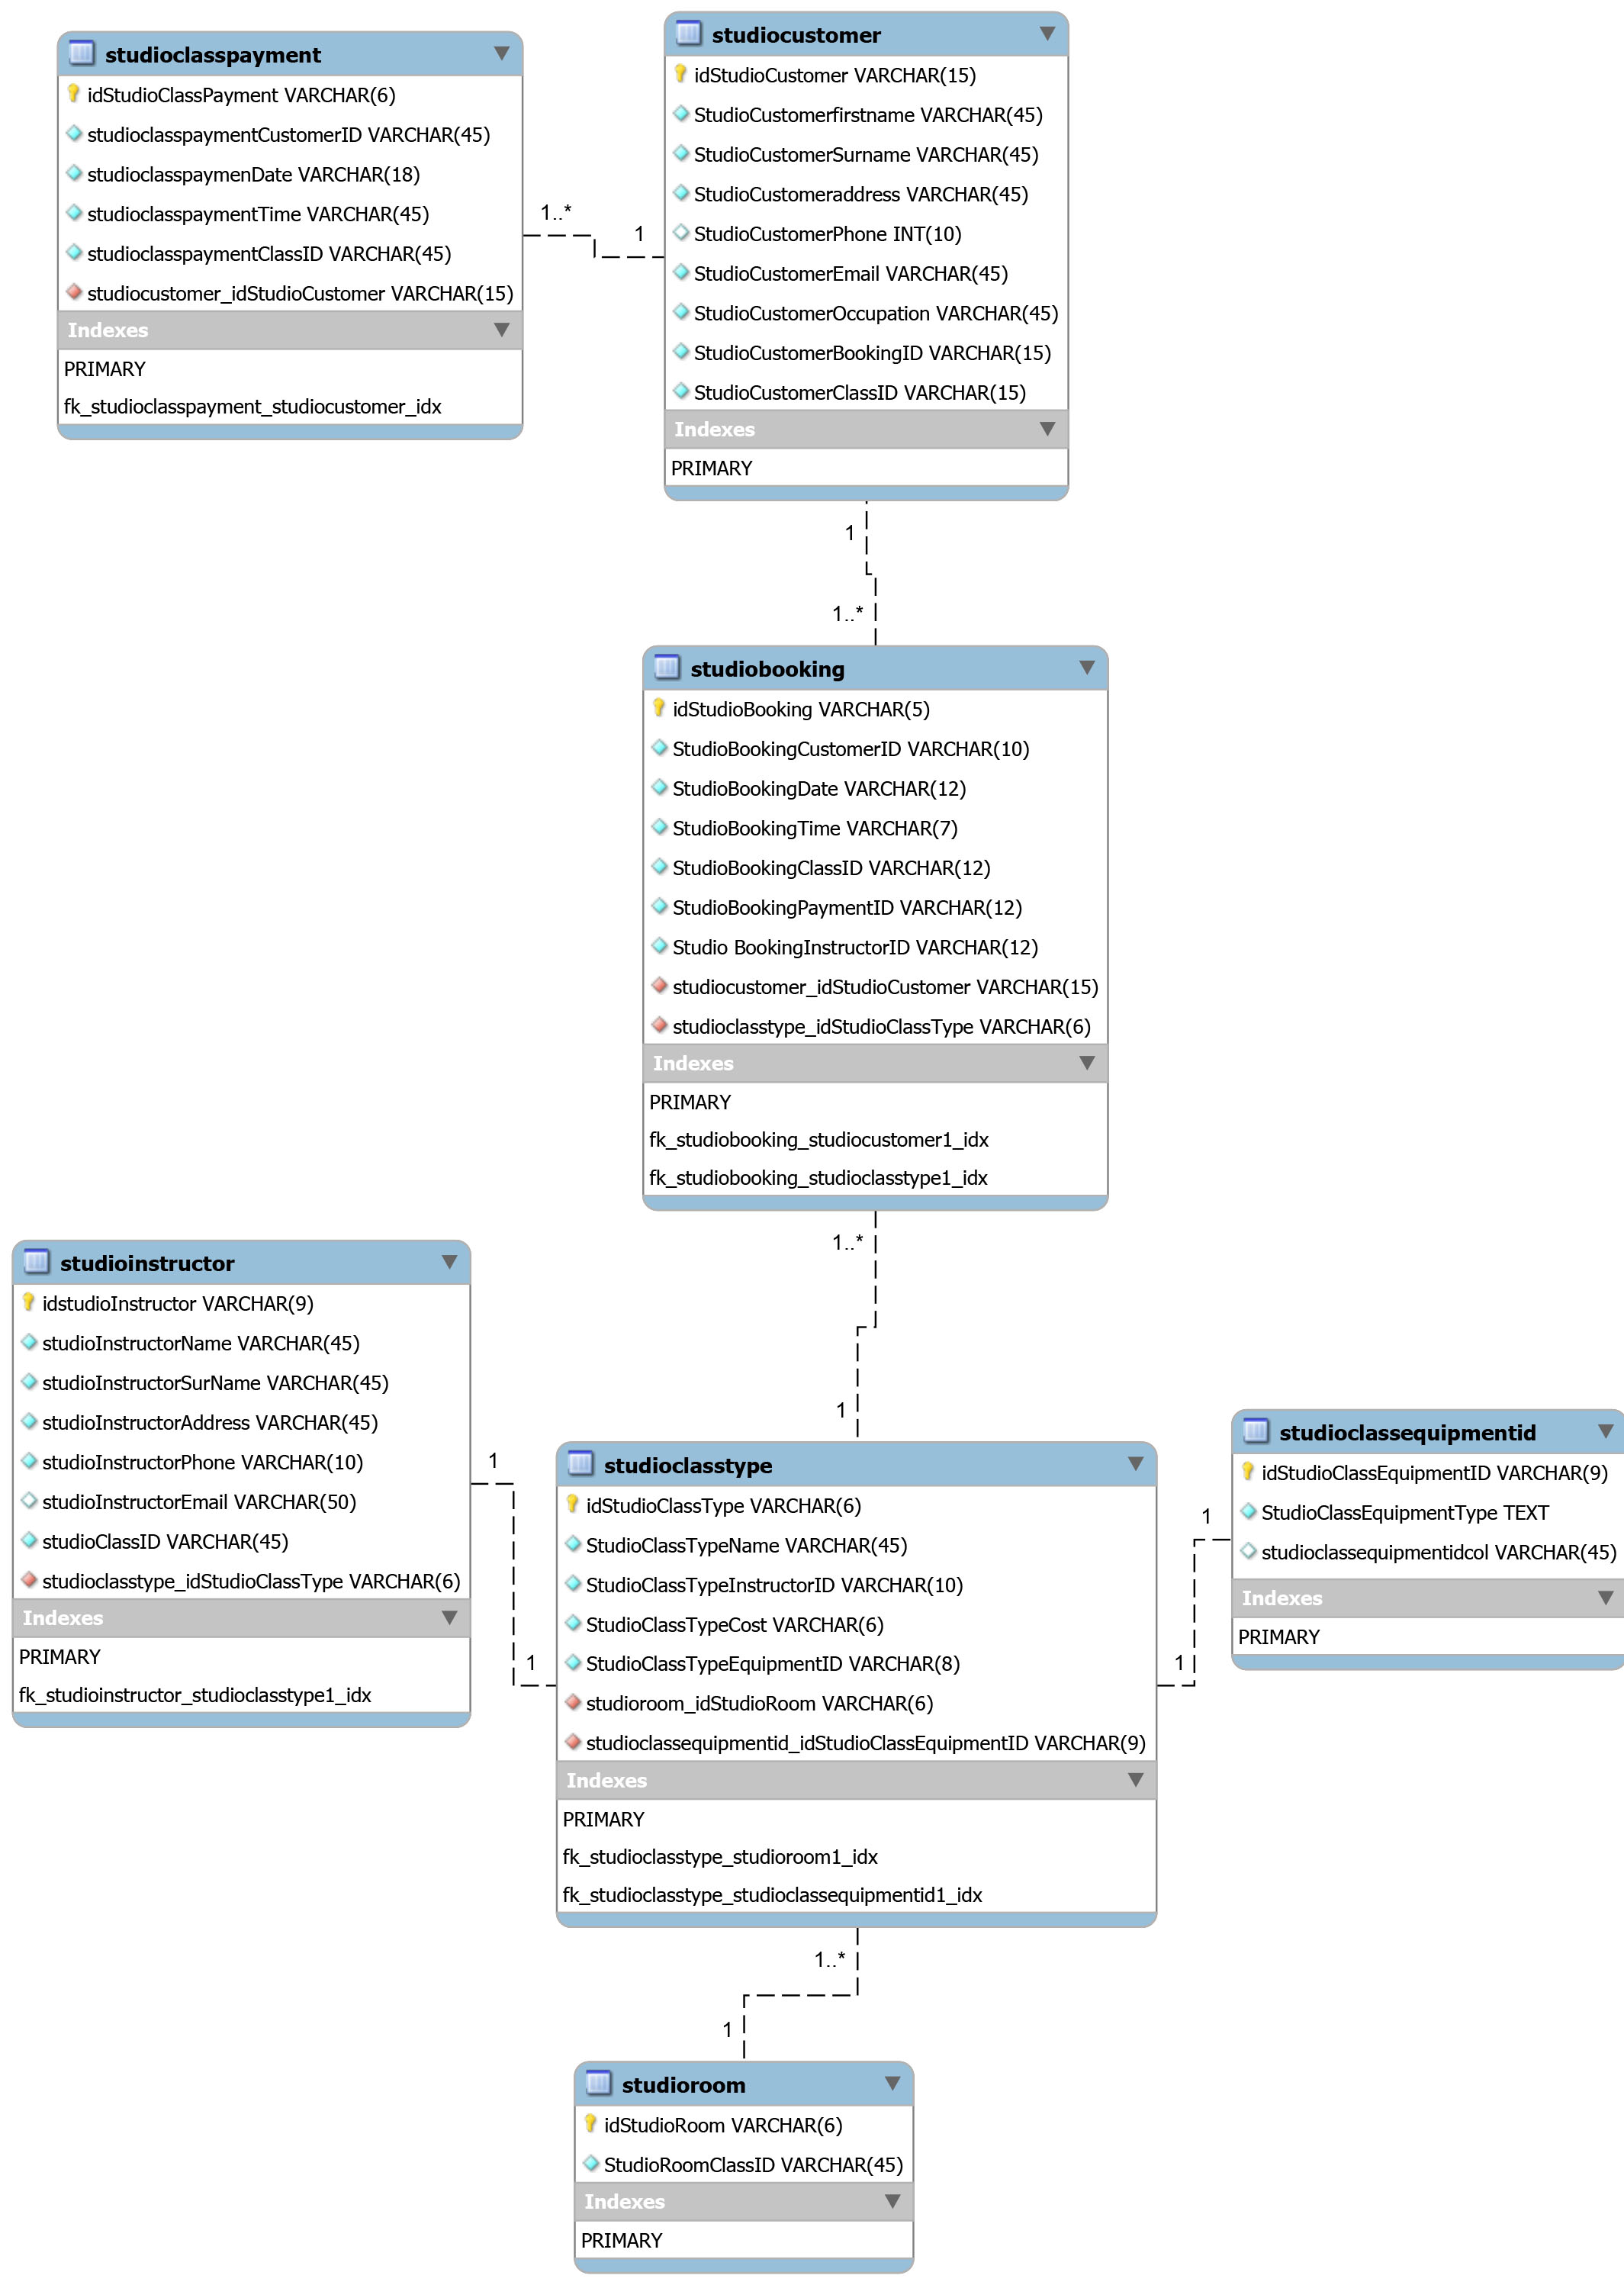 studioclasspayment
idStudioClassPayment VARCHAR(6)
studioclasspaymentCustomerID VARCHAR(45)
studioclasspaymenDate VARCHAR(18)
studioclasspaymentTime VARCHAR(45)
studioclasspaymentClassID VARCHAR(45)
studiocustomer_idStudioCustomer VARCHAR(15)
Indexes
PRIMARY
fk_studioclasspayment_studiocustomer_idx
1..*
1
studiocustomer
idStudioCustomer VARCHAR(15)
StudioCustomerfirstname VARCHAR(45)
StudioCustomerSurname VARCHAR(45)
StudioCustomeraddress VARCHAR(45)
StudioCustomerPhone INT(10)
StudioCustomerEmail VARCHAR(45)
StudioCustomerOccupation VARCHAR(45)
StudioCustomerBookingID VARCHAR(15)
StudioCustomerClassID VARCHAR(15)
Indexes
PRIMARY
1
1..*
studiobooking
idStudioBooking VARCHAR(5)
StudioBookingCustomerID VARCHAR(10)
StudioBookingDate VARCHAR(12)
StudioBookingTime VARCHAR(7)
StudioBookingClassID VARCHAR(12)
StudioBookingPaymentID VARCHAR(12)
Studio BookingInstructorID VARCHAR(12)
studiocustomer_idStudioCustomer VARCHAR(15)
studioclasstype_idStudioClassType VARCHAR(6)
Indexes
PRIMARY
fk_studiobooking_studiocustomer1_idx
fk_studiobooking_studioclasstype1_idx
1..*
1
studioinstructor
idstudioInstructor VARCHAR(9)
studioInstructorName VARCHAR(45)
studioInstructorSurName VARCHAR(45)
studioInstructorAddress VARCHAR(45)
studioInstructorPhone VARCHAR(10)
studioInstructorEmail VARCHAR(50)
studioClassID VARCHAR(45)
studioclasstype_idStudioClassType VARCHAR(6)
Indexes
PRIMARY
fk_studioinstructor_studioclasstype1_idx
1
1
studioclasstype
idStudioClassType VARCHAR(6)
StudioClassTypeName VARCHAR(45)
StudioClassTypeInstructorID VARCHAR(10)
StudioClassTypeCost VARCHAR(6)
StudioClassTypeEquipmentID VARCHAR(8)
studioroom_idStudioRoom VARCHAR(6)
studioclassequipmentid_idStudioClassEquipmentID VARCHAR(9)
Indexes
PRIMARY
fk_studioclasstype_studioroom1_idx
fk_studioclasstype_studioclassequipmentid1_idx
1
1
studioclassequipmentid
idStudioClassEquipmentID VARCHAR(9)
StudioClassEquipmentType TEXT
studioclassequipmentidcol VARCHAR(45)
Indexes
PRIMARY
1..*
1
studioroom
idStudioRoom VARCHAR(6)
StudioRoomClassID VARCHAR(45)
Indexes
PRIMARY